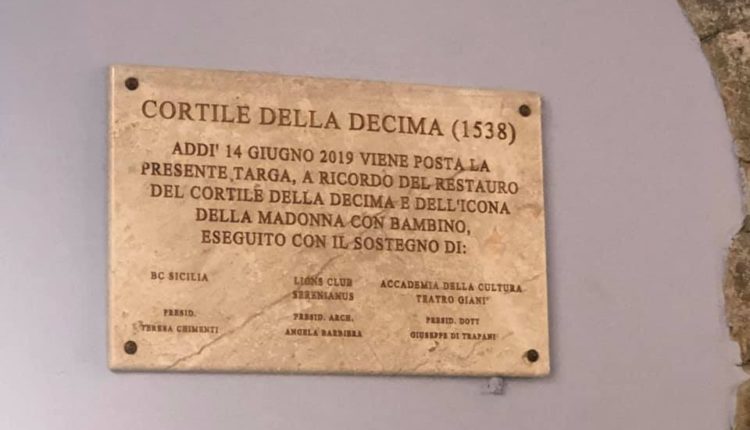 CORTILE DELLA DECIMA (1538)
ADDI' 14 GIUGNO 2019 VIENE POSTA LA
PRESENTE TARGA, A RICORDO DEL RESTAURO
DEL CORTILE DELLA DECIMA E DELL'ICONA
DELLA MADONNA CON BAMBINO,
ESEGUITO CON IL SOSTEGNO DI:
BC SICILIA
PRESID.
TERESA CHIMENTI
LIONS CLUB
SERENIANUS
PRESID. ARCH.
ANGELA BARBIERA
ACCADEMIA DELLA CULTURA
TEATRO GIANI'
PRESID. DOTT
GIUSEPPE DI TRAPANI